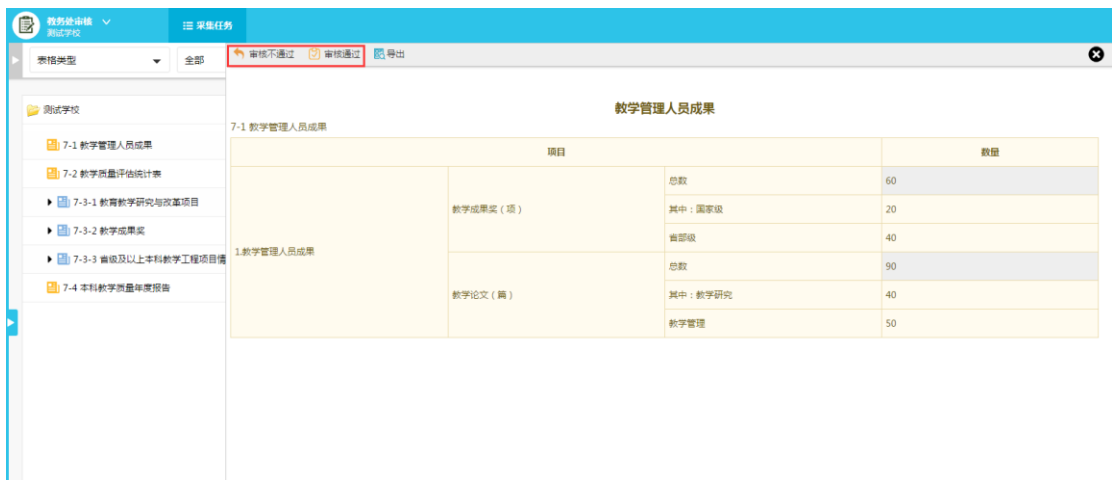 教务处审核
测试学校
采集任务
表格类型
全部
审核不通过 审核通过 导出
测试学校
7-1 教学管理人员成果
7-2 教学质量评估统计表
7-3-1 教育教学研究与改革项目
7-3-2 教学成果奖
7-3-3 省级及以上本科教学工程项目情
7-4 本科教学质量年度报告
教学管理人员成果
7-1 教学管理人员成果
项目 数量
1.教学管理人员成果
教学成果奖（项）
总数 60
其中：国家级 20
省部级 40
教学论文（篇）
总数 90
其中：教学研究 40
教学管理 50